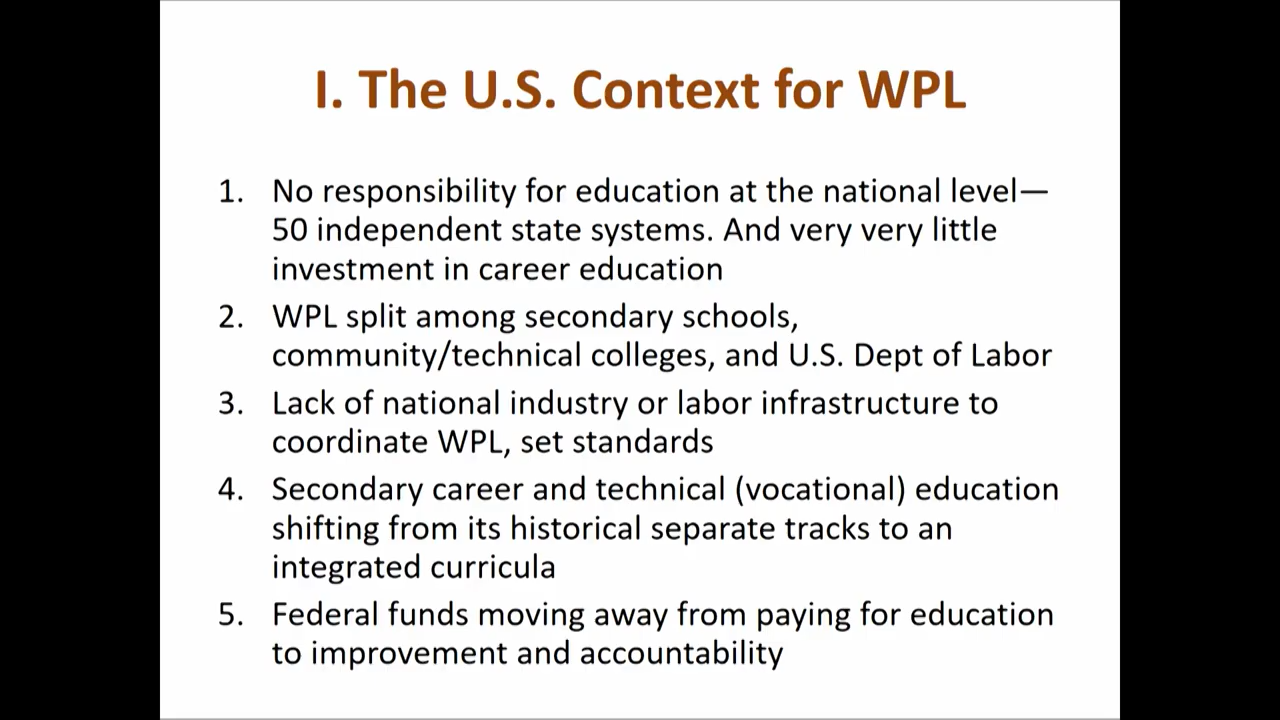 I. The U.S. Context for WPL
1. No responsibility for education at the national level—
50 independent state systems. And very very little
investment in career education
2. WPL split among secondary schools,
community/technical colleges, and U.S. Dept of Labor
3. Lack of national industry or labor infrastructure to
coordinate WPL, set standards
4. Secondary career and technical (vocational) education
shifting from its historical separate tracks to an
integrated curricula
5. Federal funds moving away from paying for education
to improvement and accountability